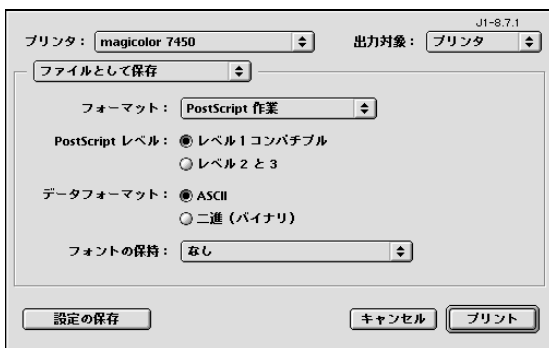 J1-8.7.1
プリンタ： magicolor 7450 出力対象： プリンタ
ファイルとして保存
フォーマット： PostScript 作業
PostScript レベル： レベル 1 コンパチブル
レベル 2 と 3
データフォーマット： ASCII
二進（バイナリ）
フォントの保持： なし
設定の保存 キャンセル プリント